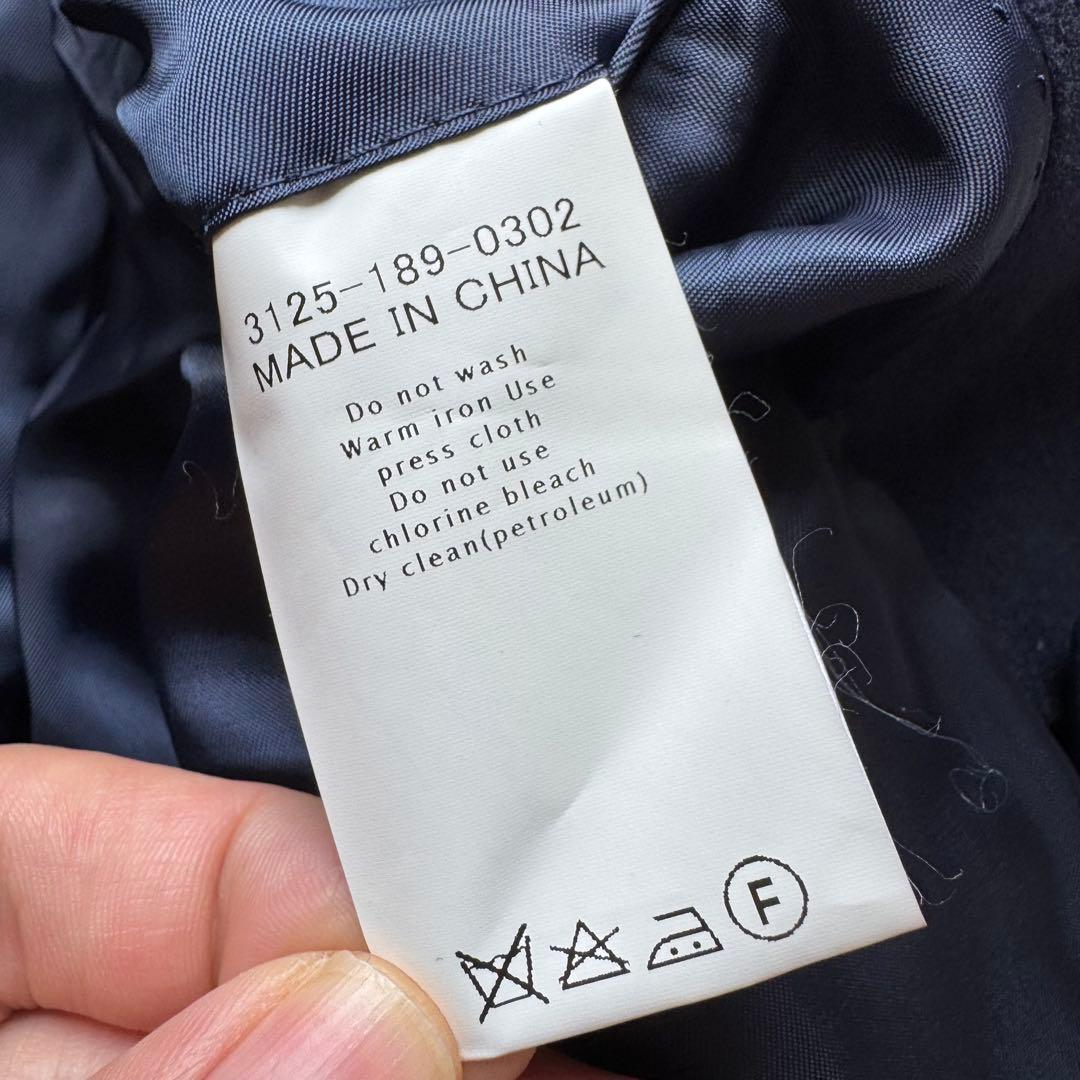 3125-189-0302
MADE IN CHINA
Do not wash
Warm iron Use
press cloth
Do not use
chlorine bleach
Dry clean(petroleum)
F